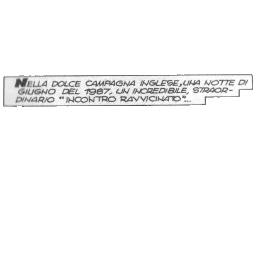 NELLA DOLCE CAMPAGNA INGLESE, UNA NOTTE DI
GIUGNO DEL 1987, UN INCREDIBILE, STRAOR-
DINARIO "INCONTRO RAVVICINATO"...